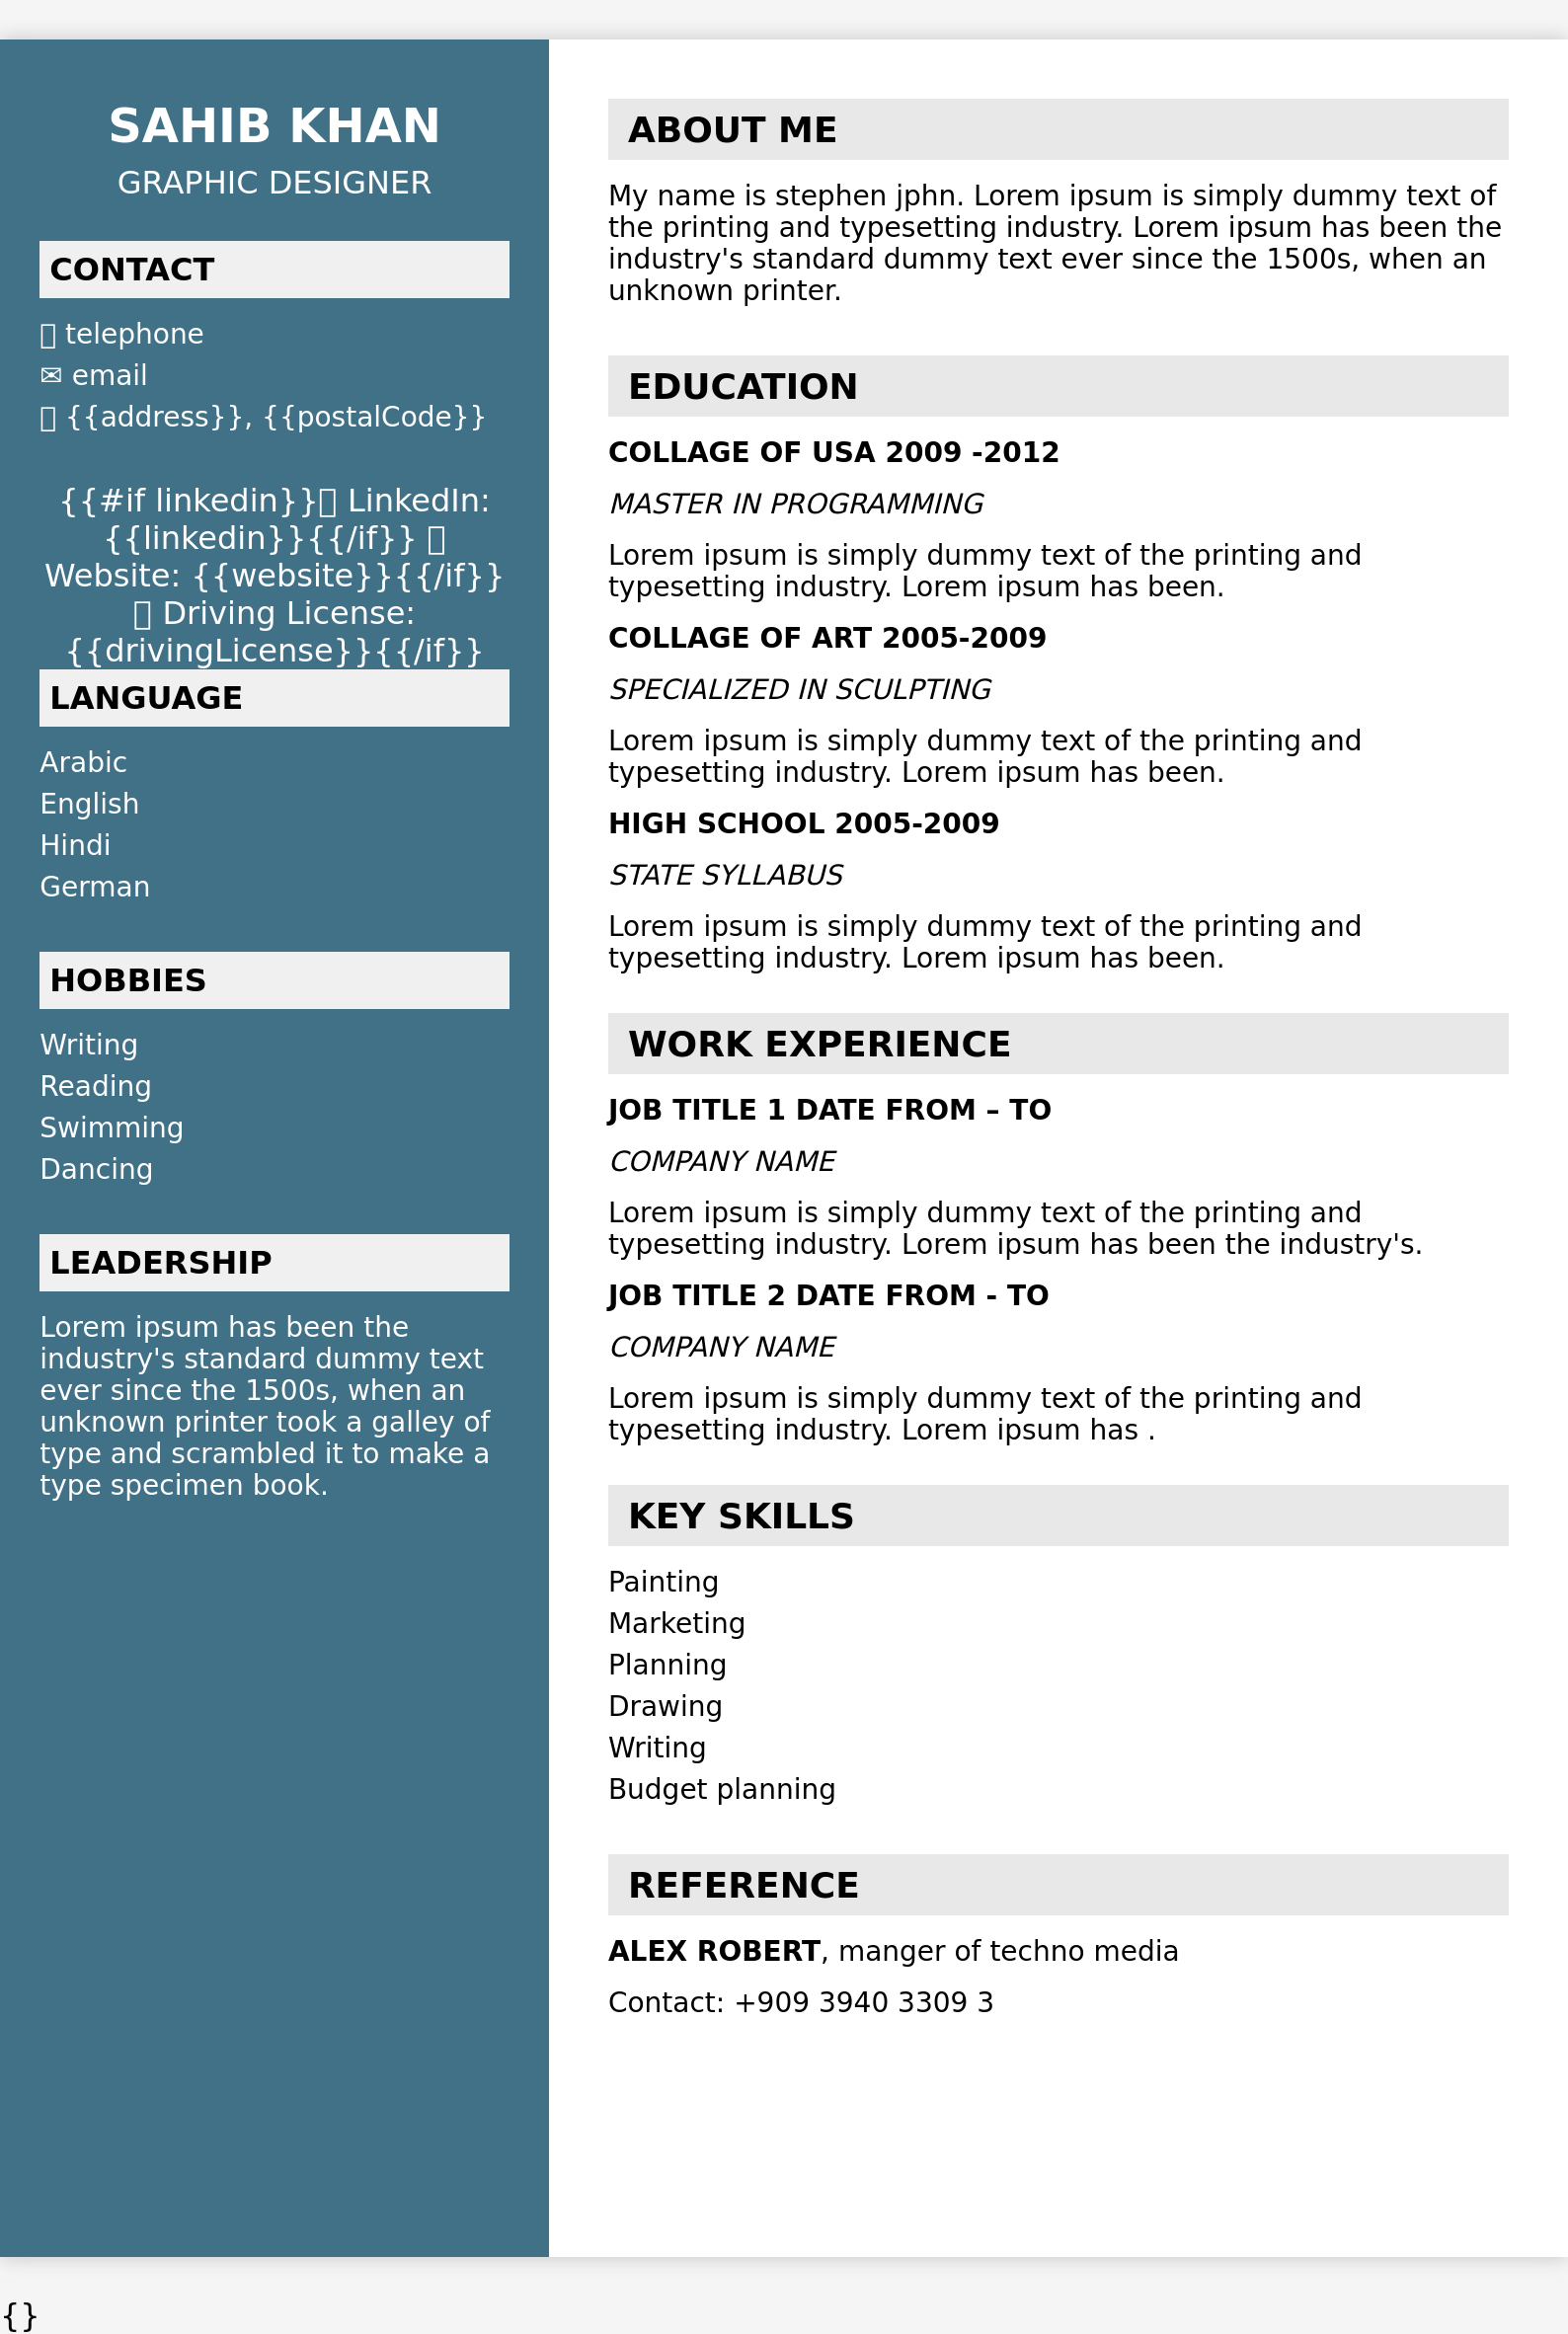 SAHIB KHAN
GRAPHIC DESIGNER
CONTACT
telephone
✉ email
{{address}}, {{postalCode}}
{{#if linkedin}} LinkedIn:
{{linkedin}}{{/if}}
Website: {{website}}{{/if}}
Driving License:
{{drivingLicense}}{{/if}}
LANGUAGE
Arabic
English
Hindi
German
HOBBIES
Writing
Reading
Swimming
Dancing
LEADERSHIP
Lorem ipsum has been the
industry's standard dummy text
ever since the 1500s, when an
unknown printer took a galley of
type and scrambled it to make a
type specimen book.
ABOUT ME
My name is stephen jphn. Lorem ipsum is simply dummy text of
the printing and typesetting industry. Lorem ipsum has been the
industry's standard dummy text ever since the 1500s, when an
unknown printer.
EDUCATION
COLLAGE OF USA 2009 -2012
MASTER IN PROGRAMMING
Lorem ipsum is simply dummy text of the printing and
typesetting industry. Lorem ipsum has been.
COLLAGE OF ART 2005-2009
SPECIALIZED IN SCULPTING
Lorem ipsum is simply dummy text of the printing and
typesetting industry. Lorem ipsum has been.
HIGH SCHOOL 2005-2009
STATE SYLLABUS
Lorem ipsum is simply dummy text of the printing and
typesetting industry. Lorem ipsum has been.
WORK EXPERIENCE
JOB TITLE 1 DATE FROM – TO
COMPANY NAME
Lorem ipsum is simply dummy text of the printing and
typesetting industry. Lorem ipsum has been the industry's.
JOB TITLE 2 DATE FROM - TO
COMPANY NAME
Lorem ipsum is simply dummy text of the printing and
typesetting industry. Lorem ipsum has .
KEY SKILLS
Painting
Marketing
Planning
Drawing
Writing
Budget planning
REFERENCE
ALEX ROBERT, manger of techno media
Contact: +909 3940 3309 3
{}